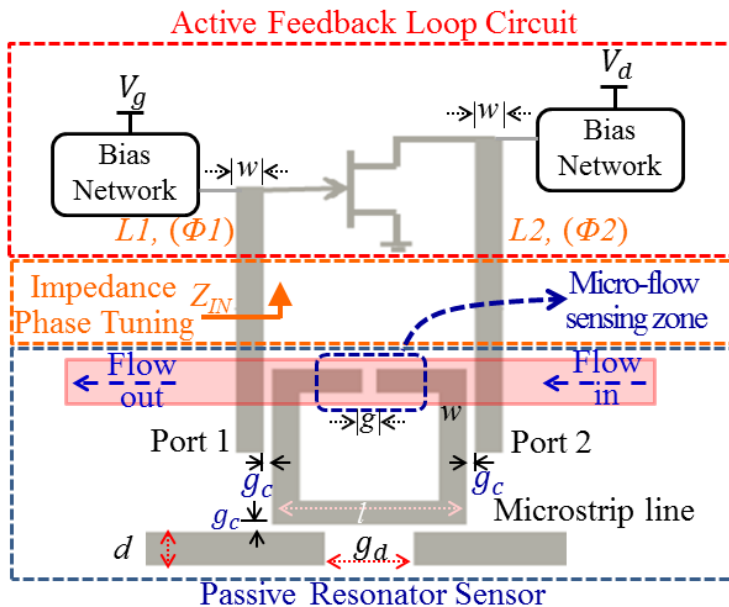 Active Feedback Loop Circuit
V_g
V_d
Bias
Network
w
w
Bias
Network
L1, (Φ1)
L2, (Φ2)
Impedance
Phase Tuning
Z_IN
Micro-flow
sensing zone
Flow
out
Flow
in
g
w
Port 1
Port 2
g_c
g_c
g_c
l
Microstrip line
d
g_d
Passive Resonator Sensor